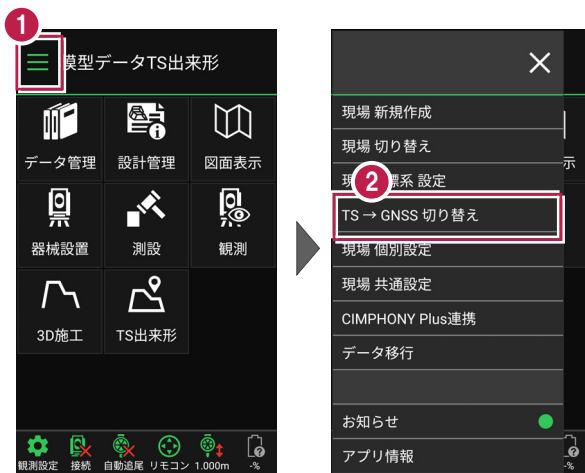 1
模型データTS出来形
データ管理 設計管理 図面表示
器械設置 測設 観測
3D施工 TS出来形
観測設定 接続 自動追尾 リモコン 1.000m -%
現場 新規作成
現場 切り替え
2
標系 設定
示
TS → GNSS 切り替え
現場 個別設定
現場 共通設定
CIMPHONY Plus連携
データ移行
お知らせ
アプリ情報
-%